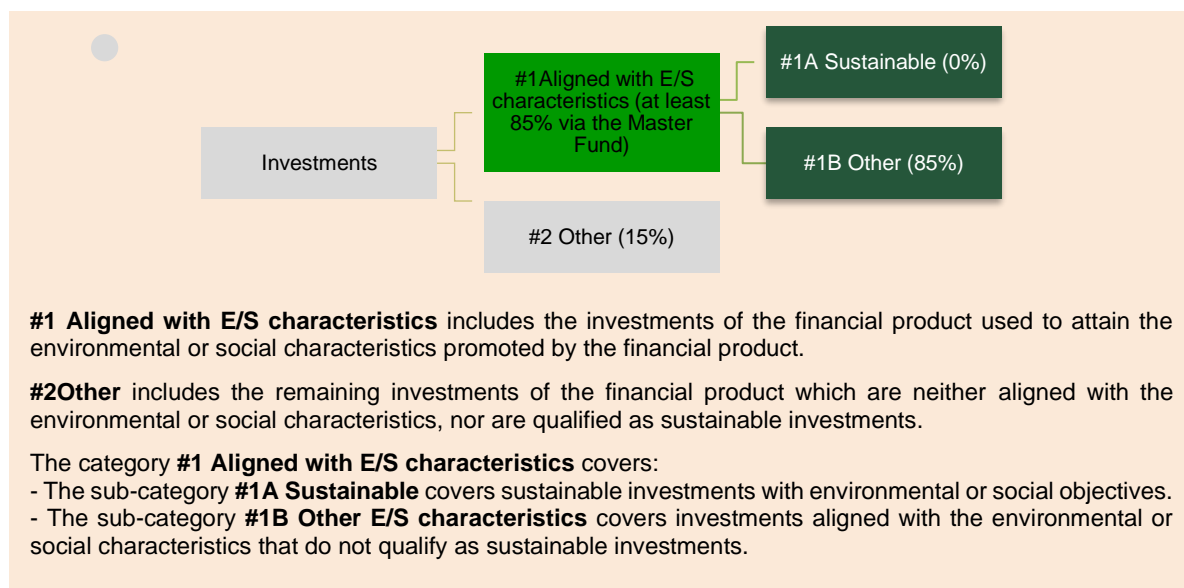 Investments
#1Aligned with E/S
characteristics (at least
85% via the Master
Fund)
#2 Other (15%)
#1A Sustainable (0%)
#1B Other (85%)
#1 Aligned with E/S characteristics includes the investments of the financial product used to attain the
environmental or social characteristics promoted by the financial product.
#2Other includes the remaining investments of the financial product which are neither aligned with the
environmental or social characteristics, nor are qualified as sustainable investments.
The category #1 Aligned with E/S characteristics covers:
- The sub-category #1A Sustainable covers sustainable investments with environmental or social objectives.
- The sub-category #1B Other E/S characteristics covers investments aligned with the environmental or
social characteristics that do not qualify as sustainable investments.